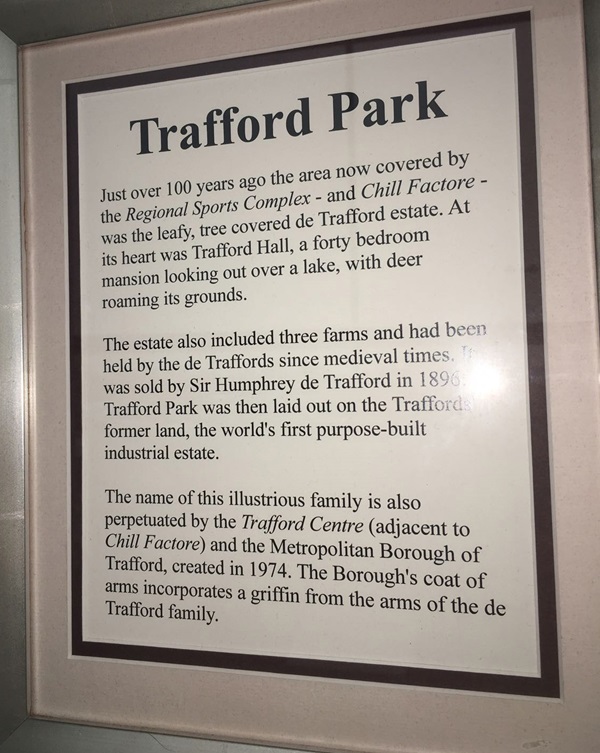 Trafford Park
Just over 100 years ago the area now covered by
the Regional Sports Complex - and Chill Factore -
was the leafy, tree covered de Trafford estate. At
its heart was Trafford Hall, a forty bedroom
mansion looking out over a lake, with deer
roaming its grounds.
The estate also included three farms and had been
held by the de Traffords since medieval times. It
was sold by Sir Humphrey de Trafford in 1896.
Trafford Park was then laid out on the Traffords
former land, the world's first purpose-built
industrial estate.
The name of this illustrious family is also
perpetuated by the Trafford Centre (adjacent to
Chill Factore) and the Metropolitan Borough of
Trafford, created in 1974. The Borough's coat of
arms incorporates a griffin from the arms of the de
Trafford family.